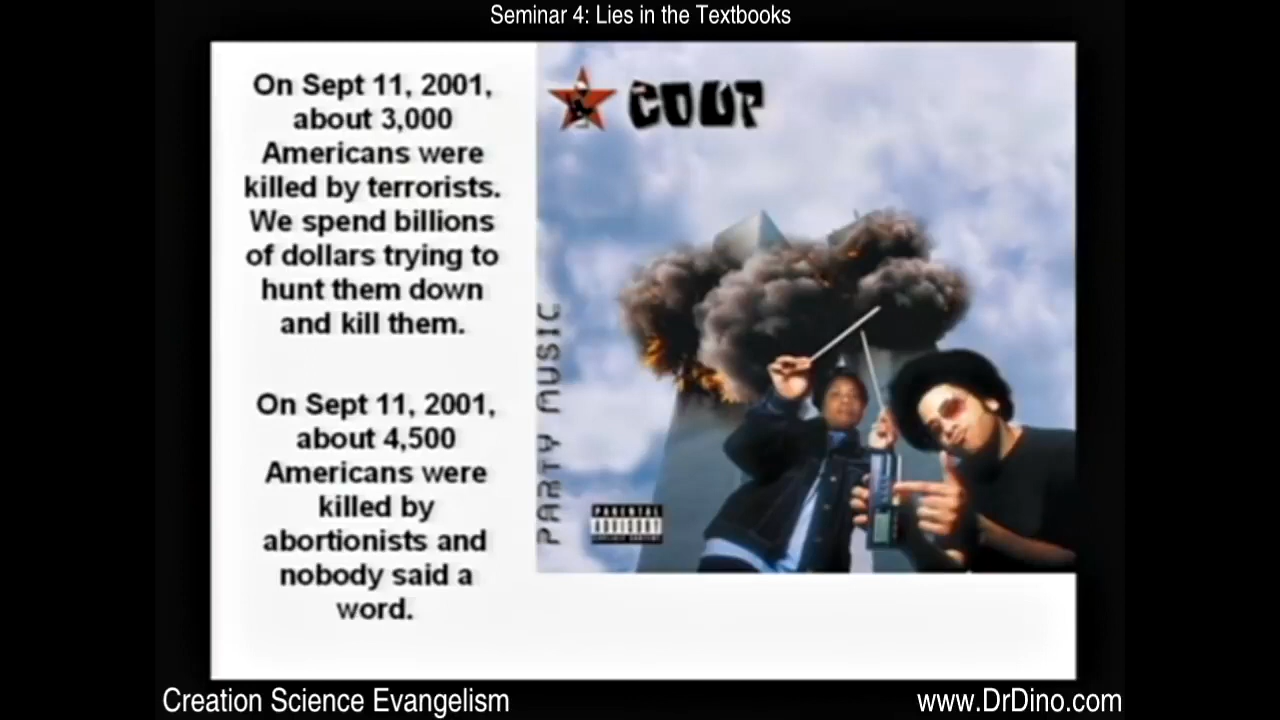 Seminar 4: Lies in the Textbooks
On Sept 11, 2001,
about 3,000
Americans were
killed by terrorists.
We spend billions
of dollars trying to
hunt them down
and kill them.
On Sept 11, 2001,
about 4,500
Americans were
killed by
abortionists and
nobody said a
word.
COUP
PARTY MUSIC
PARENTAL
ADVISORY
EXPLICIT CONTENT
Creation Science Evangelism
www.DrDino.com